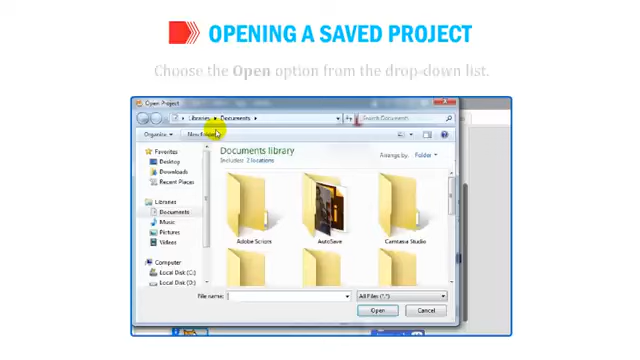 OPENING A SAVED PROJECT
Choose the Open option from the drop-down list.
Open Project
Libraries Documents
Search Documents
Organize New folder
Favorites
Desktop
Downloads
Recent Places
Libraries
Documents
Music
Pictures
Videos
Computer
Local Disk (C:)
Local Disk (D:)
Documents library
Includes: 2 locations
Arrange by: Folder
Adobe Scripts
AutoSave
Camtasia Studio
File name:
All Files (*.*)
Open
Cancel